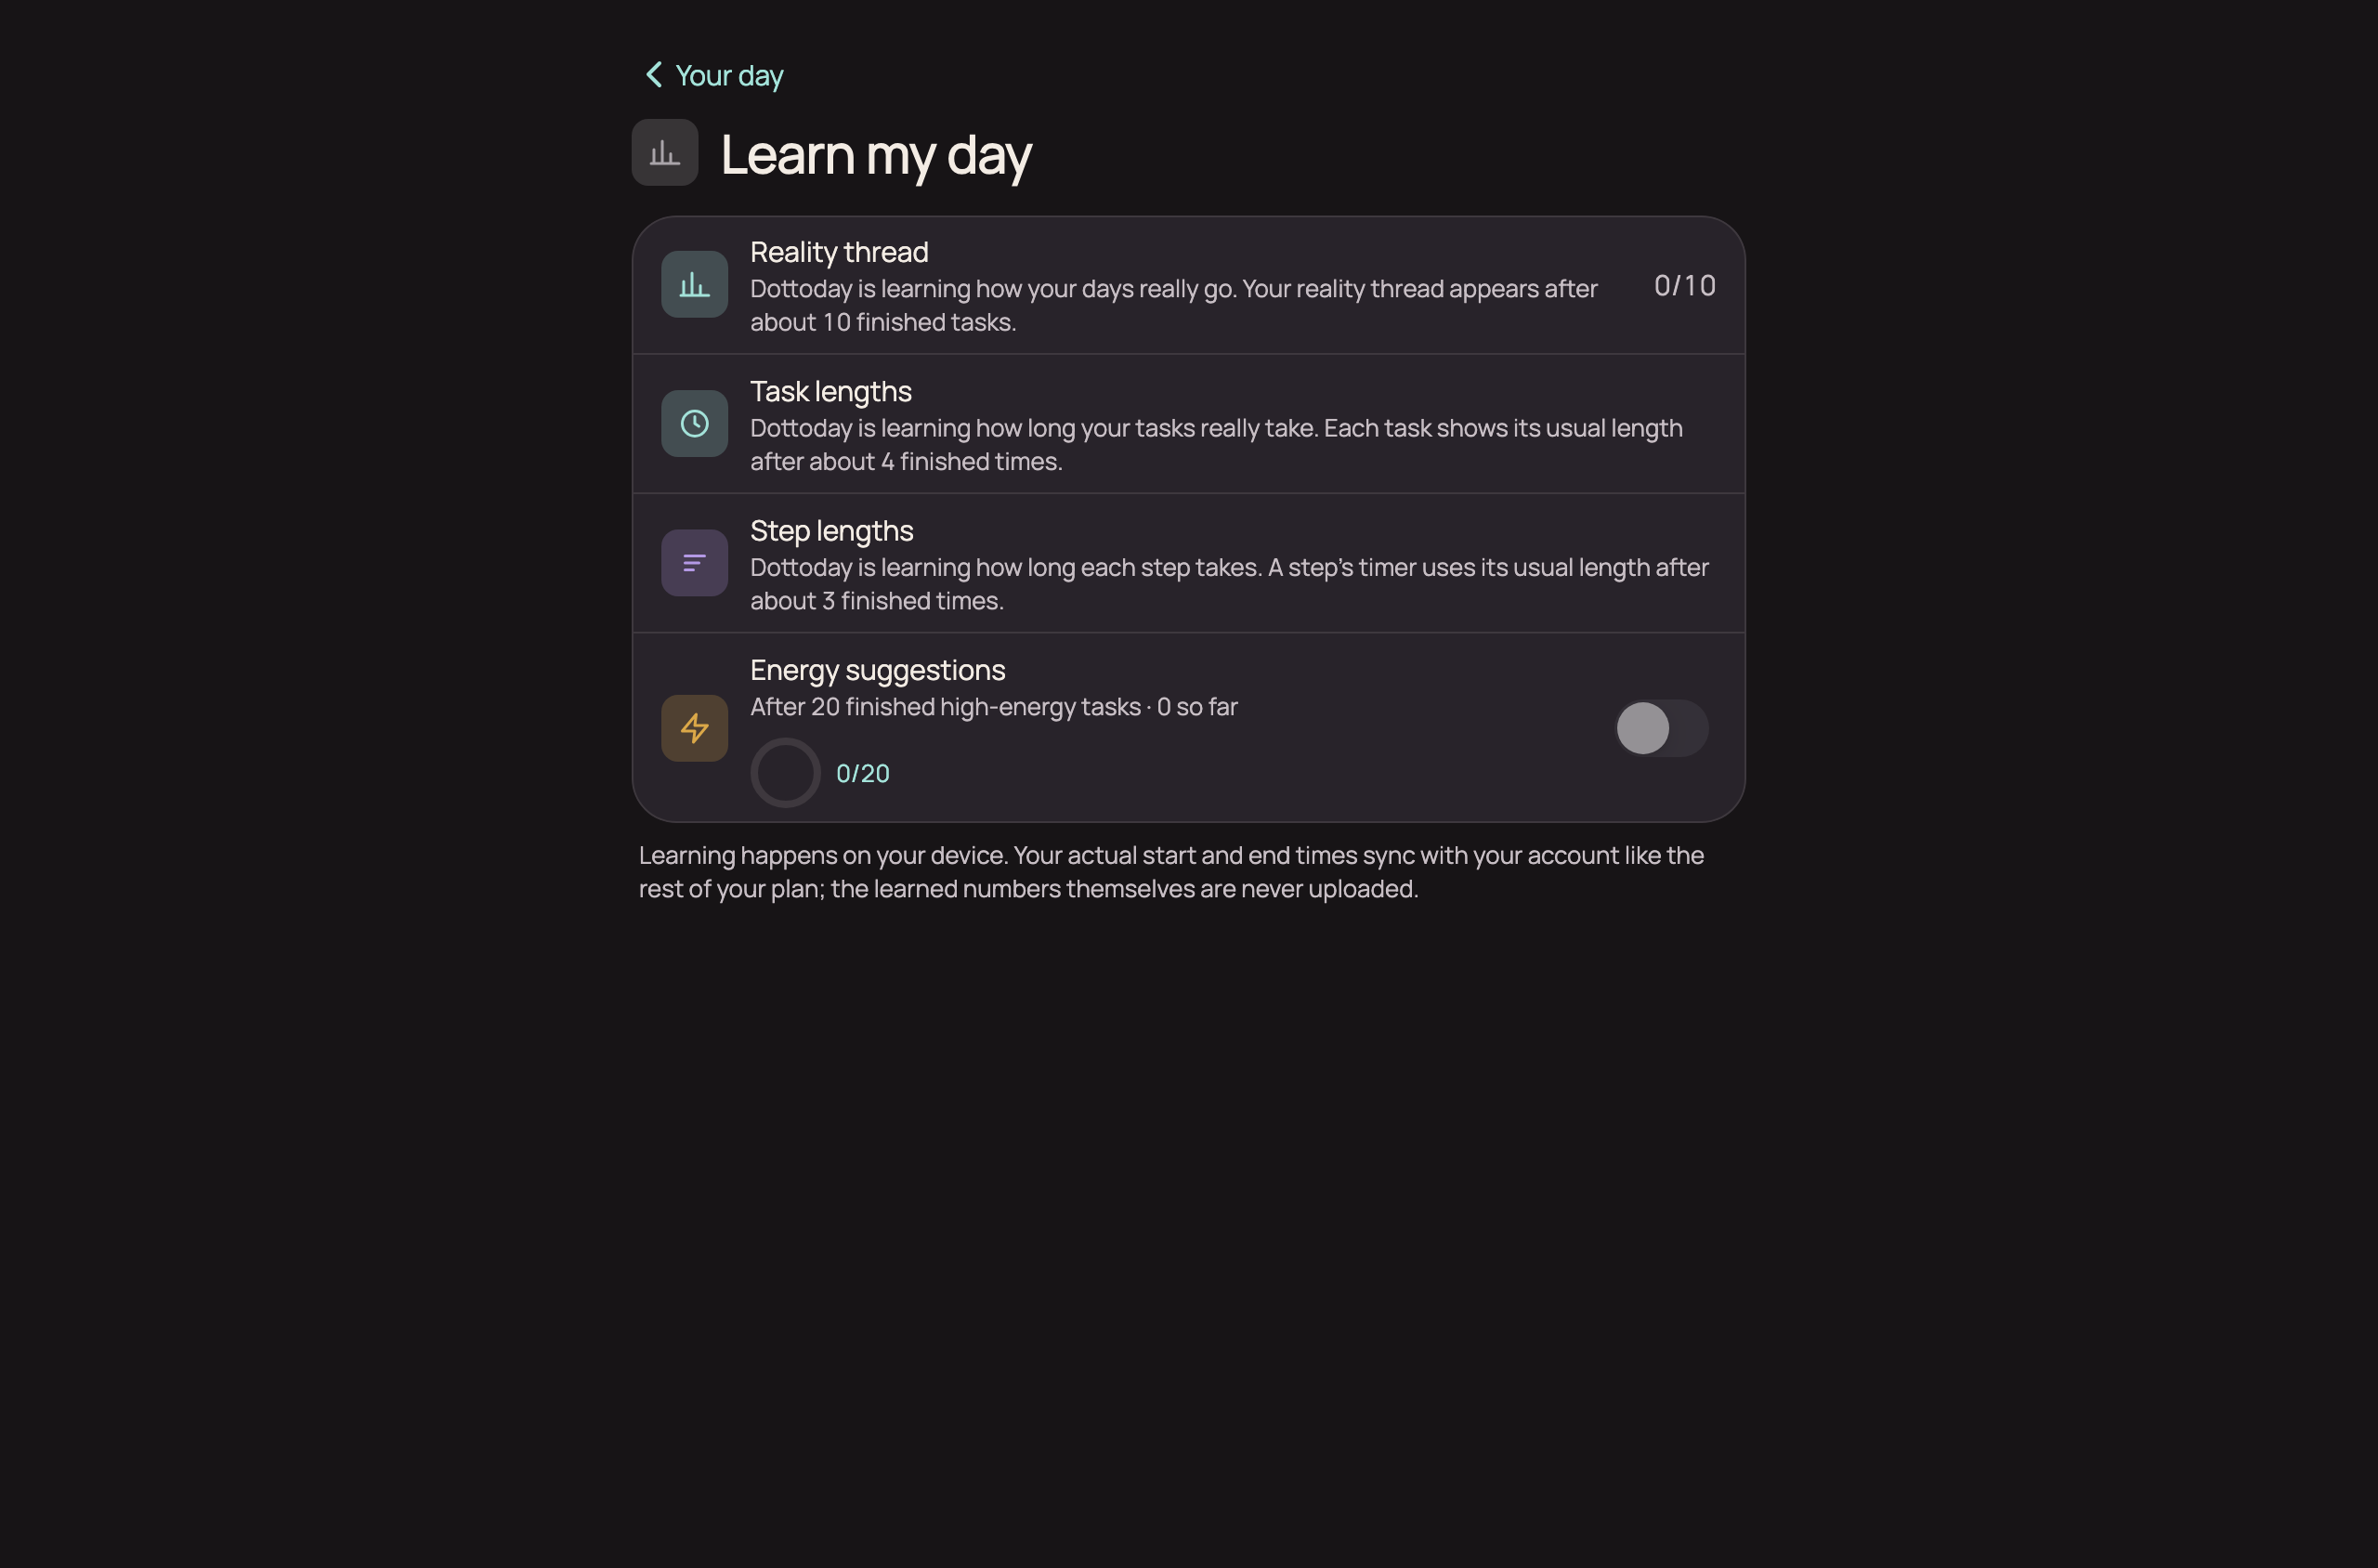 Your day
Learn my day
Reality thread
Dottoday is learning how your days really go. Your reality thread appears after
about 10 finished tasks.
0/10
Task lengths
Dottoday is learning how long your tasks really take. Each task shows its usual length
after about 4 finished times.
Step lengths
Dottoday is learning how long each step takes. A step’s timer uses its usual length after
about 3 finished times.
Energy suggestions
After 20 finished high-energy tasks · 0 so far
0/20
Learning happens on your device. Your actual start and end times sync with your account like the
rest of your plan; the learned numbers themselves are never uploaded.